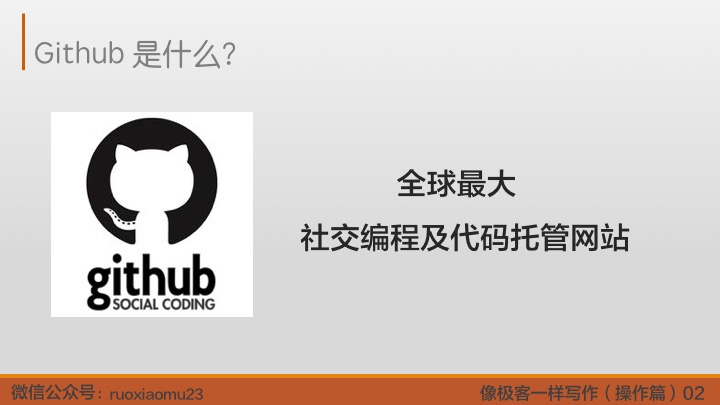 Github 是什么?
全球最大
社交编程及代码托管网站
github
SOCIAL CODING
微信公众号：ruoxiaomu23
像极客一样写作（操作篇）02